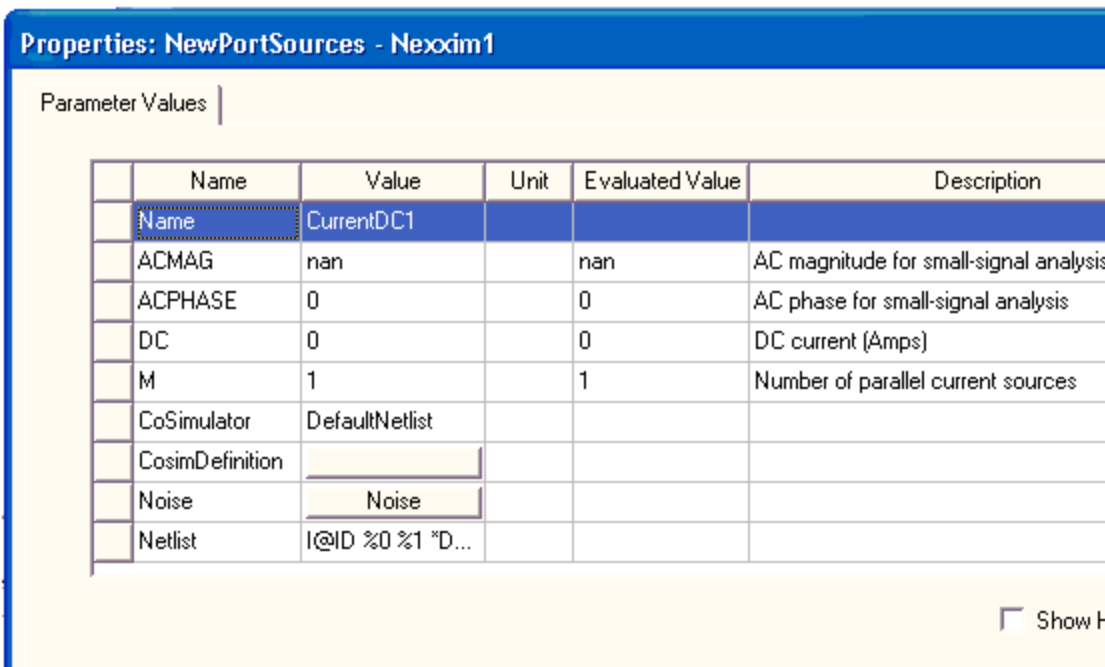 Properties: NewPortSources - Nexxim1
Parameter Values
Name Value Unit Evaluated Value Description
Name CurrentDC1
ACMAG nan nan AC magnitude for small-signal analysis
ACPHASE 0 0 AC phase for small-signal analysis
DC 0 0 DC current (Amps)
M 1 1 Number of parallel current sources
CoSimulator DefaultNetlist
CosimDefinition
Noise Noise
Netlist I@ID %0 %1 *D...
Show H